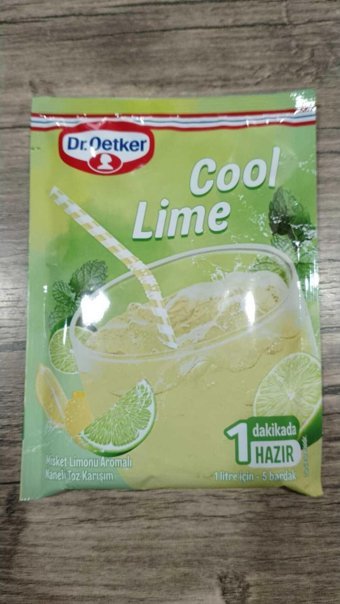 Dr.Oetker
Cool
Lime
1 dakikada
HAZIR
Misket Limonu Aromalı
Naneli Toz Karışım
1 litre için - 5 bardak